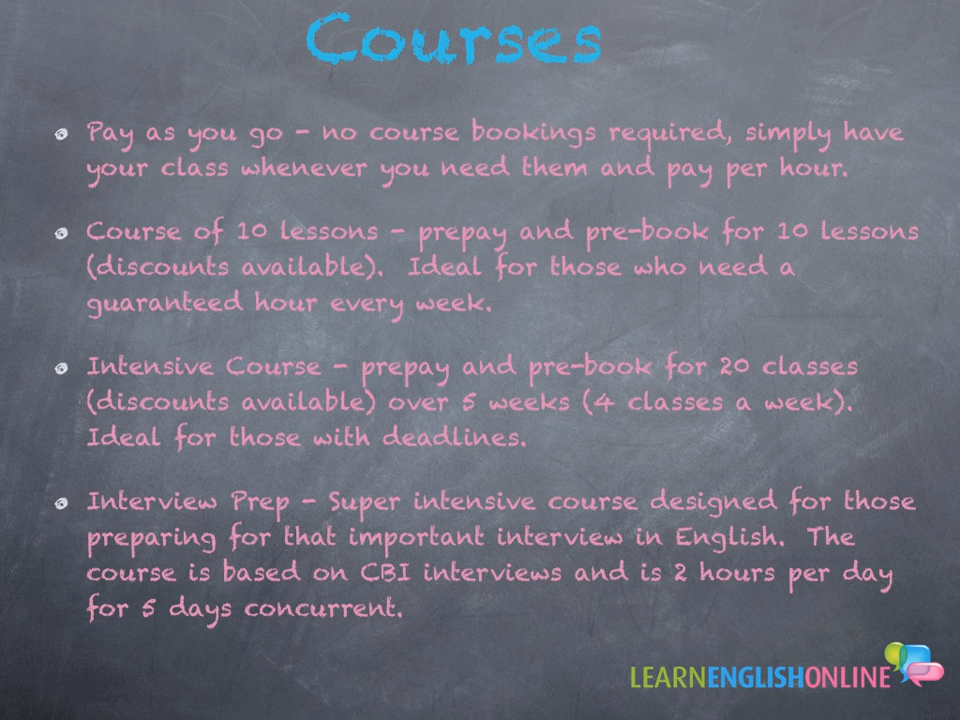 Courses
Pay as you go - no course bookings required, simply have
your class whenever you need them and pay per hour.
Course of 10 lessons - prepay and pre-book for 10 lessons
(discounts available).  Ideal for those who need a
guaranteed hour every week.
Intensive Course - prepay and pre-book for 20 classes
(discounts available) over 5 weeks (4 classes a week).
Ideal for those with deadlines.
Interview Prep - Super intensive course designed for those
preparing for that important interview in English.  The
course is based on CBI interviews and is 2 hours per day
for 5 days concurrent.
LEARNENGLISHONLINE